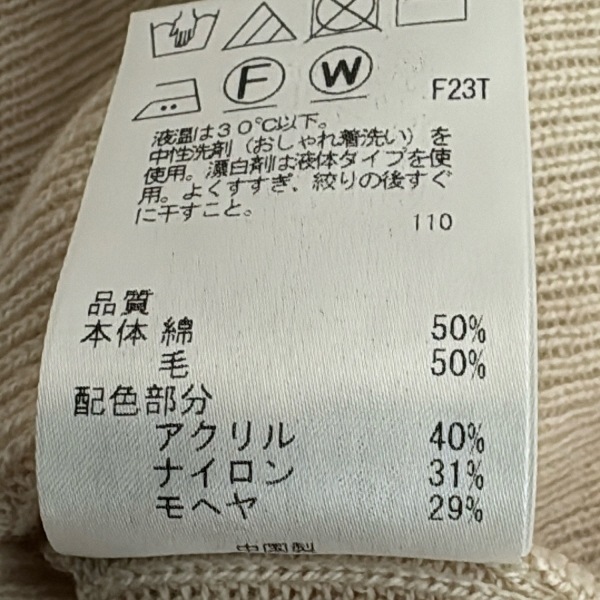 F W F23T
液温は30℃以下。
中性洗剤（おしゃれ着洗い）を
使用。漂白剤は液体タイプを使
用。よくすすぎ、絞りの後すぐ
に干すこと。
110
品質
本体 綿 50%
毛 50%
配色部分
アクリル 40%
ナイロン 31%
モヘヤ 29%
中国製